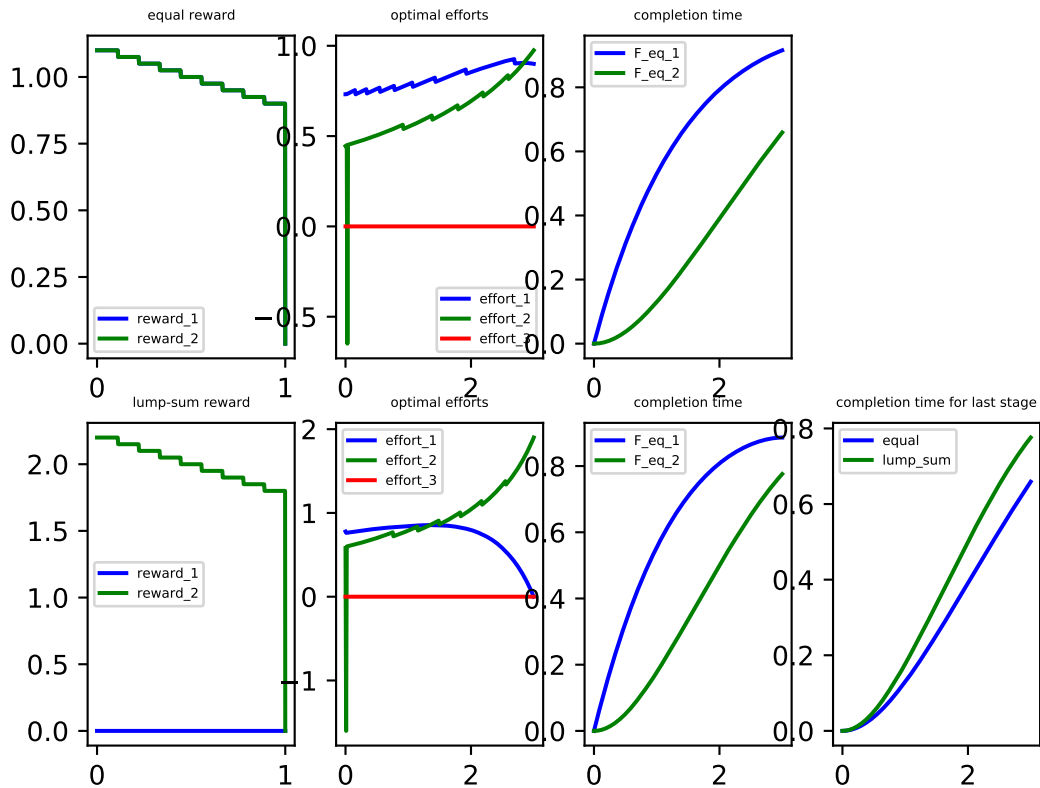 equal reward
1.00
0.75
0.50
0.25
0.00
0
1
reward_1
reward_2
optimal efforts
1.0
0.5
0.0
−0.5
0
2
effort_1
effort_2
effort_3
completion time
0.8
0.6
0.4
0.2
0.0
0
2
F_eq_1
F_eq_2
lump-sum reward
2.0
1.5
1.0
0.5
0.0
0
1
reward_1
reward_2
optimal efforts
2
1
0
−1
0
2
effort_1
effort_2
effort_3
completion time
0.8
0.6
0.4
0.2
0.0
0
2
F_eq_1
F_eq_2
completion time for last stage
0.8
0.6
0.4
0.2
0.0
0
2
equal
lump_sum